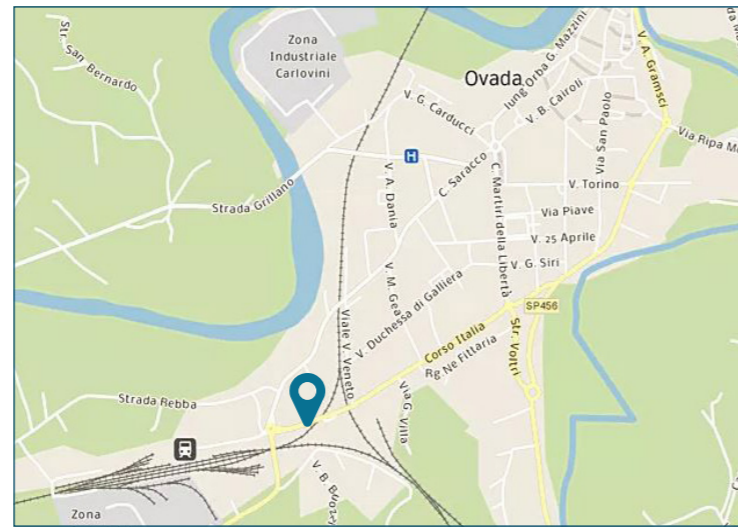 Str. San Bernardo
Zona
Industriale
Carlovini
Ovada
lung Orba G. Mazzini
V. A. Gramsci
V. G. Carducci
V. B. Cairoli
Via San Paolo
Via Ripa
H
C. Saracco
Strada Grillano
V. A. Dania
C. Martiri della Libertà
V. Torino
Via Piave
V. 25 Aprile
V. G. Siri
V. M. Gea
V. Duchessa di Galliera
SP456
Viale V. Veneto
Corso Italia
Str. Voltri
Rg Ne Fittaria
Strada Rebba
Via G. Villa
V. B.
Zona